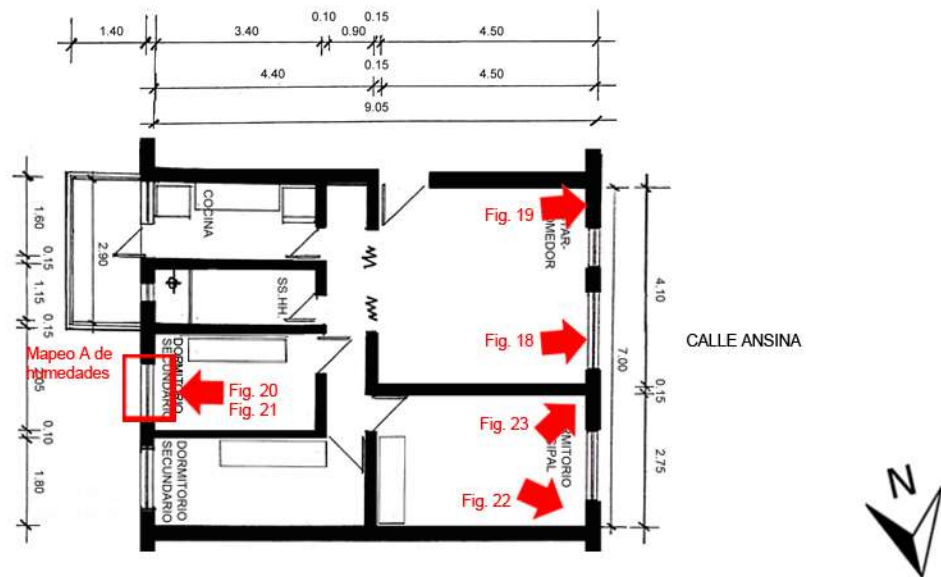 0.10
0.15
1.40
3.40
0.90
4.50
0.15
4.40
4.50
9.05
COCINA
Fig. 19
COMEDOR
1.60
2.90
0.15
SS.HH.
1.15
4.10
0.15
Fig. 18
CALLE ANSINA
7.00
Mapeo A de
humedades
DORMITORIO
SECUNDARIO
Fig. 20
Fig. 21
0.15
Fig. 23
0.10
DORMITORIO
SECUNDARIO
2.75
1.80
Fig. 22
N